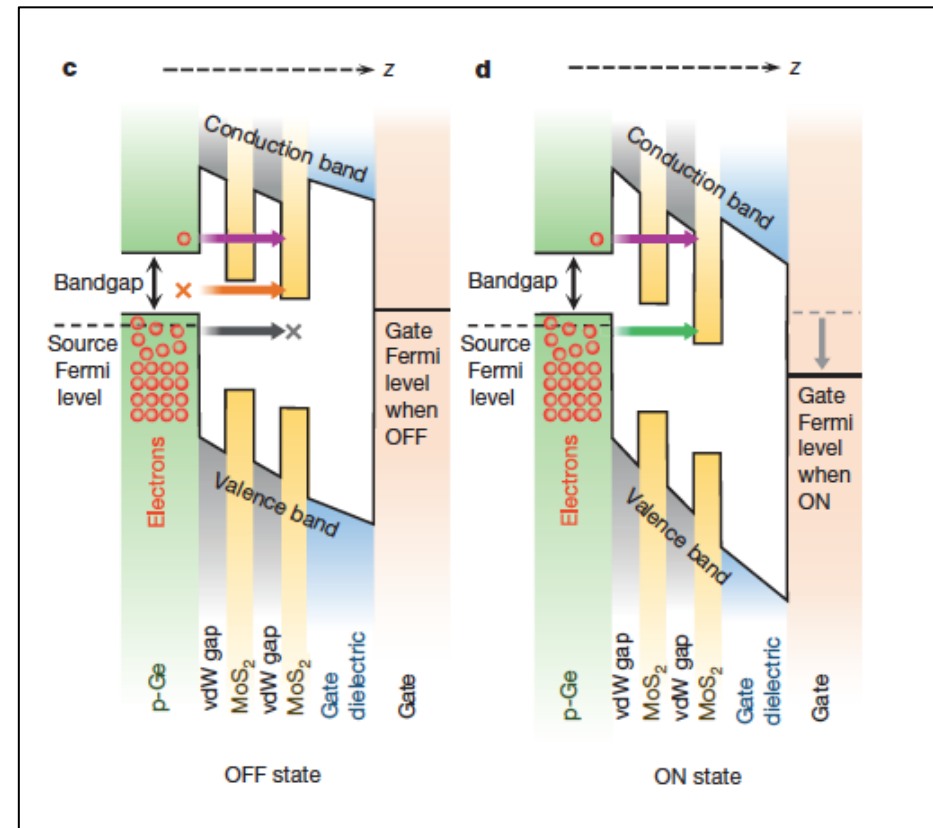 c
z
Conduction band
Bandgap
Source
Fermi
level
Electrons
Valence band
Gate
Fermi
level
when
OFF
p-Ge
vdW gap
MoS2
vdW gap
MoS2
Gate
dielectric
Gate
OFF state
d
z
Conduction band
Bandgap
Source
Fermi
level
Electrons
Valence band
Gate
Fermi
level
when
ON
p-Ge
vdW gap
MoS2
vdW gap
MoS2
Gate
dielectric
Gate
ON state